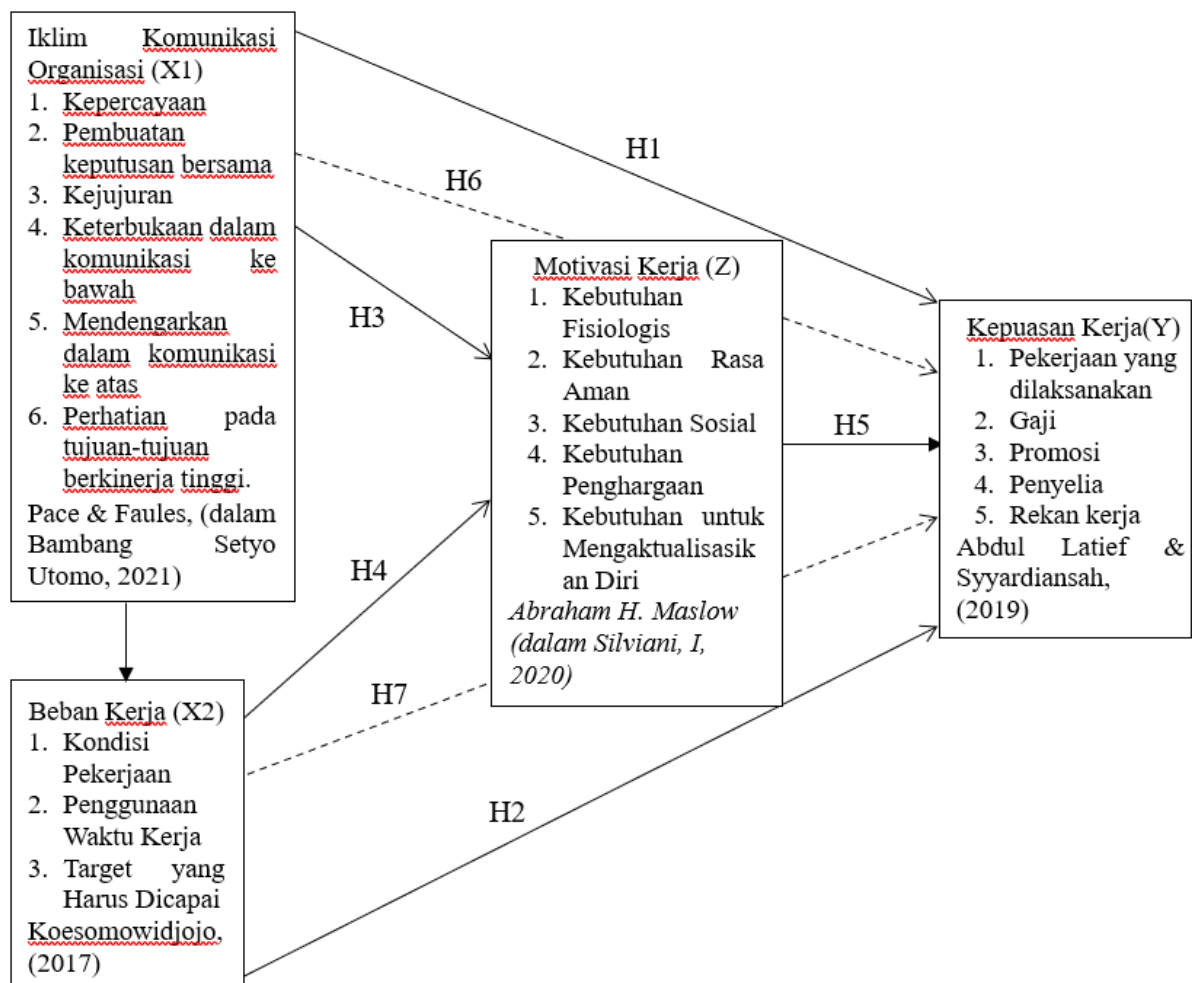 Iklim Komunikasi
Organisasi (X1)
1. Kepercayaan
2. Pembuatan
keputusan bersama
3. Kejujuran
4. Keterbukaan dalam
komunikasi ke
bawah
5. Mendengarkan
dalam komunikasi
ke atas
6. Perhatian pada
tujuan-tujuan
berkinerja tinggi.
Pace & Faules, (dalam
Bambang Setyo
Utomo, 2021)
H1
H6
H3
Motivasi Kerja (Z)
1. Kebutuhan
Fisiologis
2. Kebutuhan Rasa
Aman
3. Kebutuhan Sosial
4. Kebutuhan
Penghargaan
5. Kebutuhan untuk
Mengaktualisasik
an Diri
Abraham H. Maslow
(dalam Silviani, I,
2020)
H5
Kepuasan Kerja(Y)
1. Pekerjaan yang
dilaksanakan
2. Gaji
3. Promosi
4. Penyelia
5. Rekan kerja
Abdul Latief &
Syyardiansah,
(2019)
H4
H7
H2
Beban Kerja (X2)
1. Kondisi
Pekerjaan
2. Penggunaan
Waktu Kerja
3. Target yang
Harus Dicapai
Koesomowidjojo,
(2017)